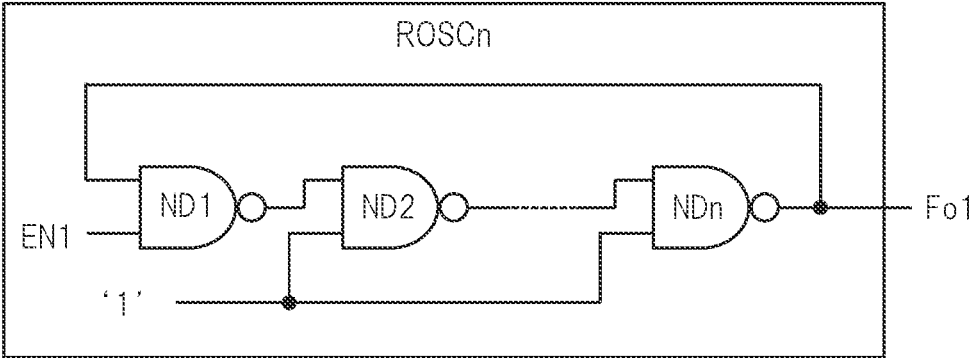 ROSCn
ND1
ND2
NDn
Fo1
EN1
‘1’